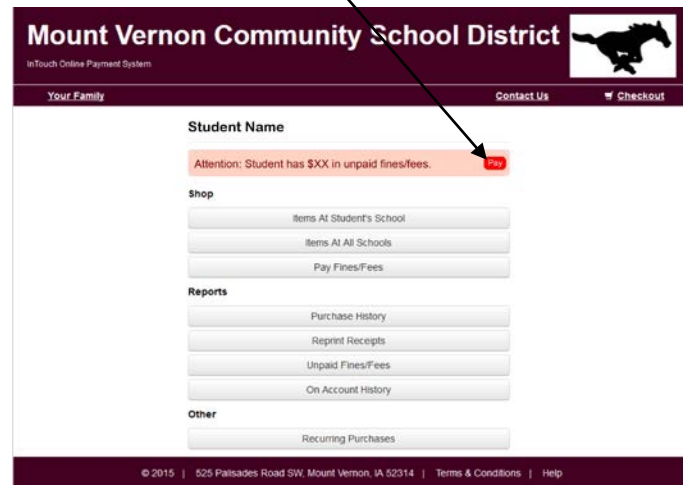 Mount Vernon Community School District
InTouch Online Payment System
Your Family Contact Us Checkout
Student Name
Attention: Student has $XX in unpaid fines/fees. Pay
Shop
Items At Student's School
Items At All Schools
Pay Fines/Fees
Reports
Purchase History
Reprint Receipts
Unpaid Fines/Fees
On Account History
Other
Recurring Purchases
© 2015 | 525 Palisades Road SW, Mount Vernon, IA 52314 | Terms & Conditions | Help